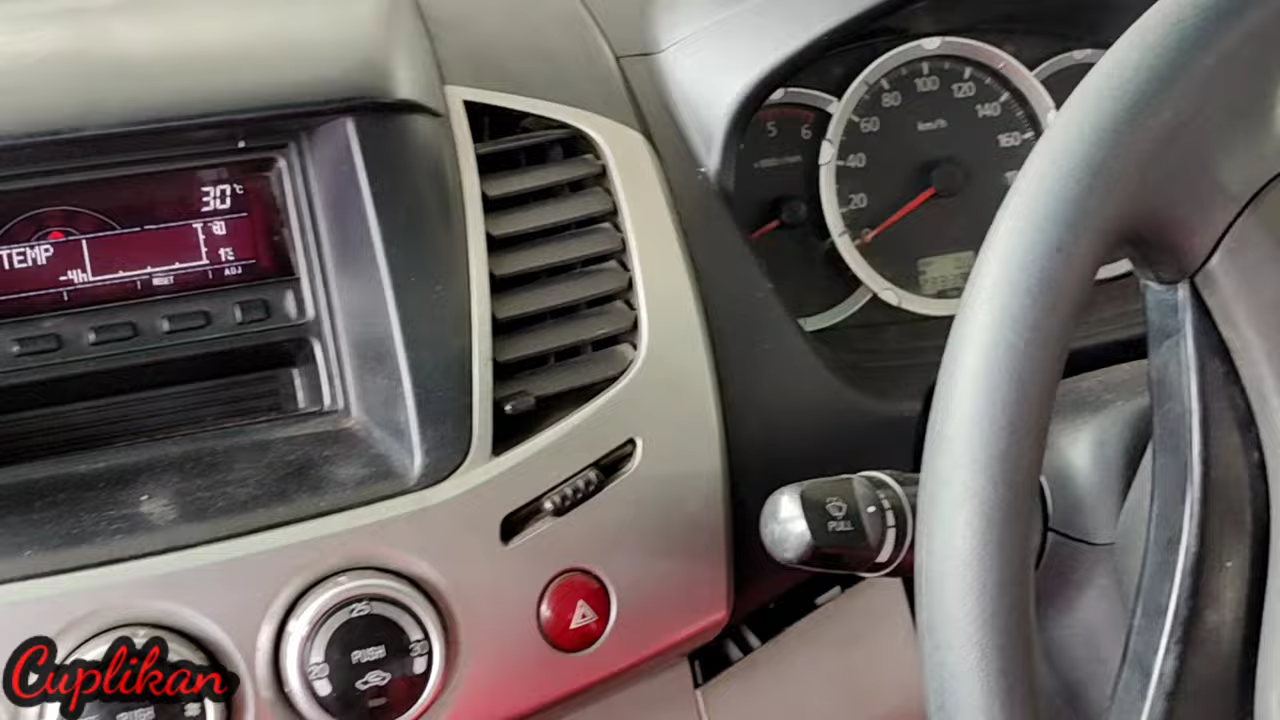 30°C
TEMP
-4h
RESET
ADJ
5
6
20
40
60
80
100
120
140
160
km/h
PULL
20
25
30
PUSH
PUSH
Cuplikan